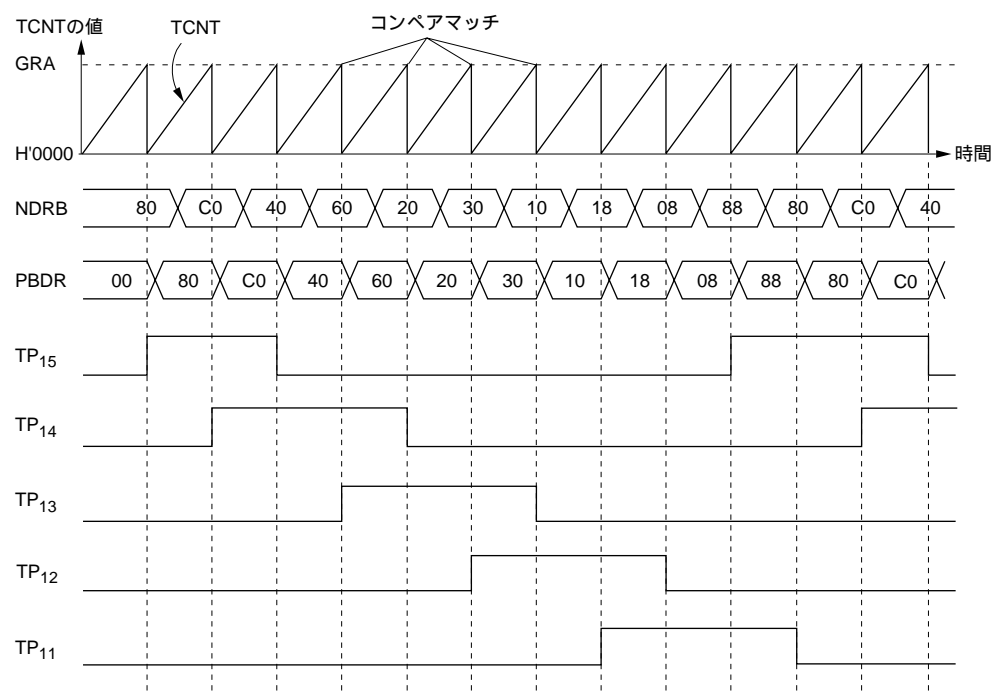 TCNTの値
TCNT
コンペアマッチ
GRA
H'0000
時間
NDRB 80 C0 40 60 20 30 10 18 08 88 80 C0 40
PBDR 00 80 C0 40 60 20 30 10 18 08 88 80 C0
TP15
TP14
TP13
TP12
TP11